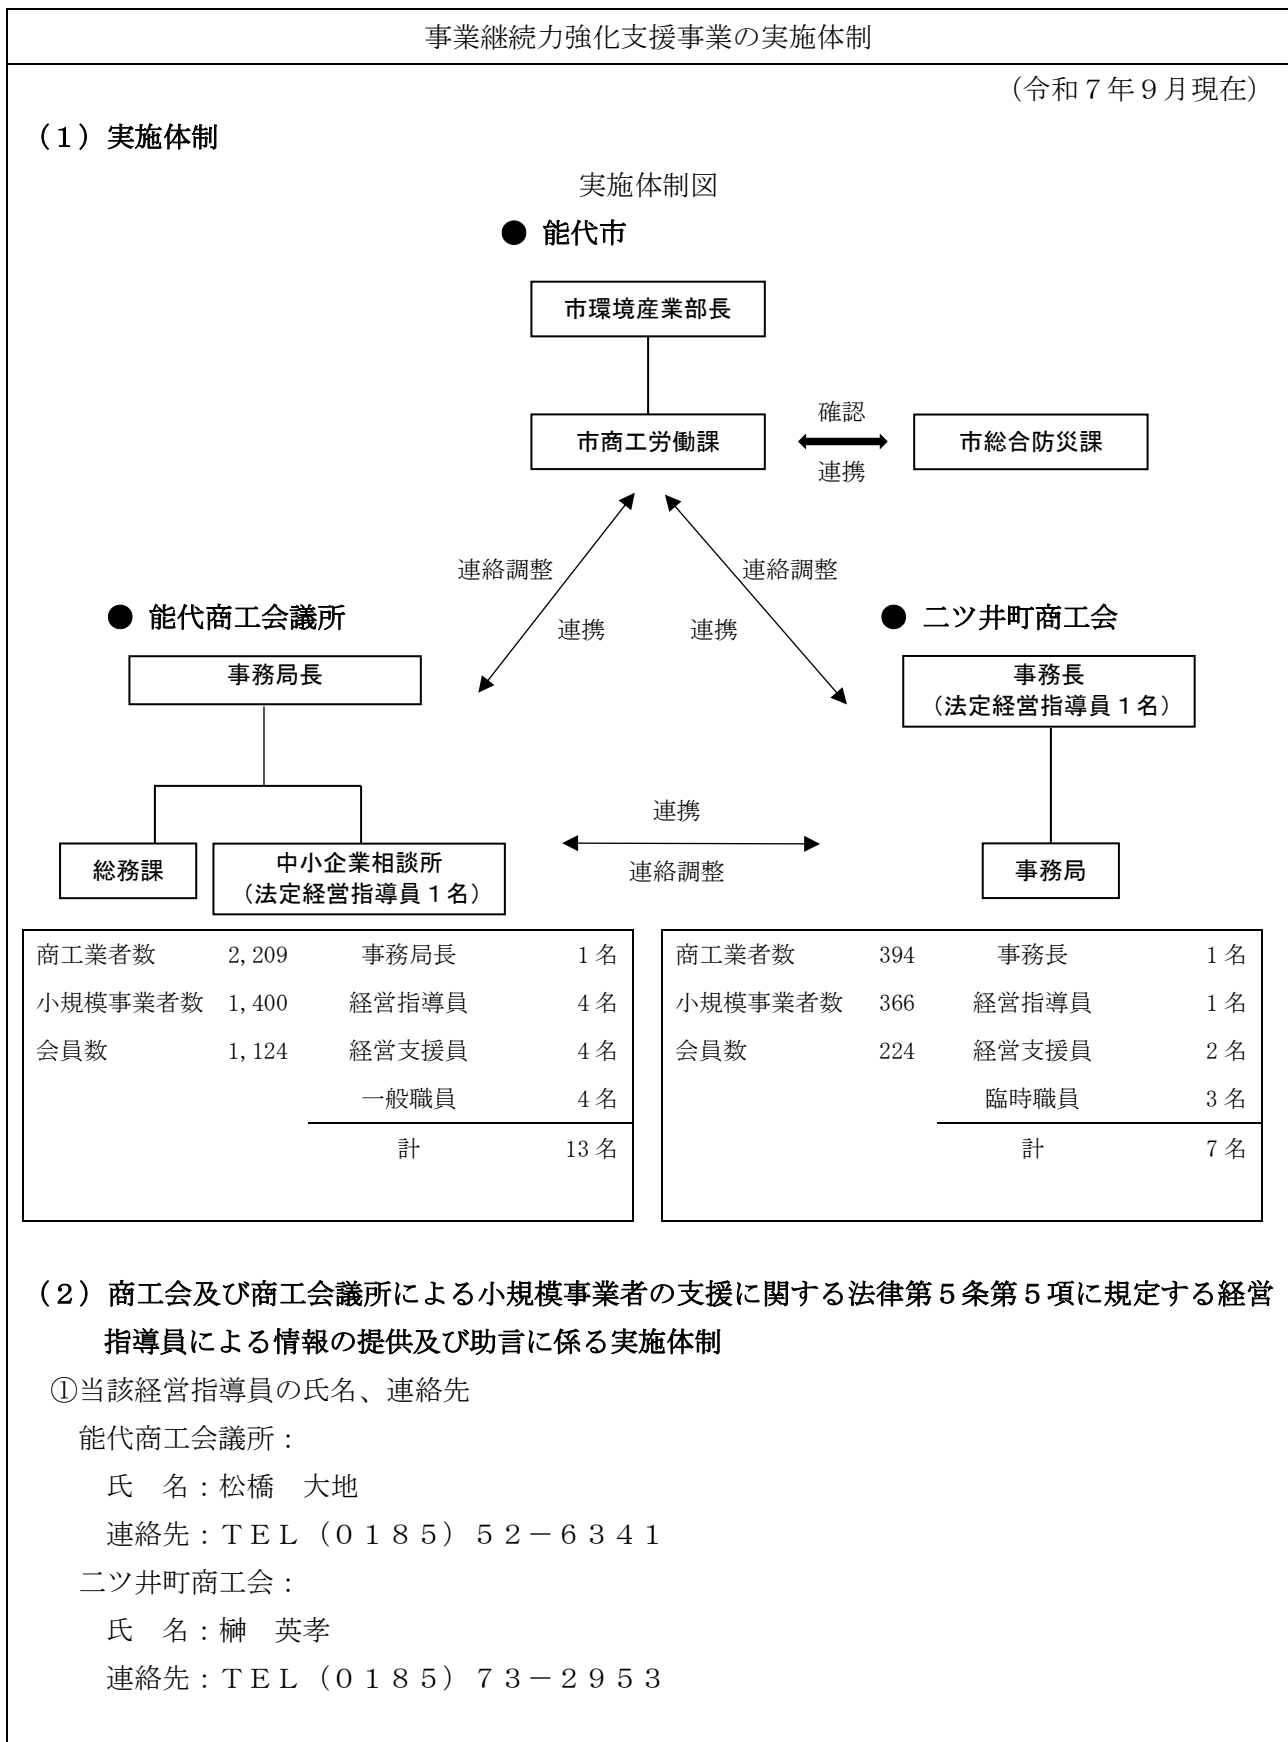 事業継続力強化支援事業の実施体制
（令和７年９月現在）
（１）実施体制
実施体制図
● 能代市
市環境産業部長
市商工労働課
確認
連携
市総合防災課
連絡調整
連携
連絡調整
連携
● 能代商工会議所
事務局長
総務課
中小企業相談所
（法定経営指導員１名）
連携
連絡調整
● 二ツ井町商工会
事務長
（法定経営指導員１名）
事務局
商工業者数 2,209 事務局長 1名
小規模事業者数 1,400 経営指導員 4名
会員数 1,124 経営支援員 4名
一般職員 4名
計 13名
商工業者数 394 事務長 1名
小規模事業者数 366 経営指導員 1名
会員数 224 経営支援員 2名
臨時職員 3名
計 7名
（２）商工会及び商工会議所による小規模事業者の支援に関する法律第５条第５項に規定する経営
指導員による情報の提供及び助言に係る実施体制
①当該経営指導員の氏名、連絡先
能代商工会議所：
氏　名：松橋　大地
連絡先：ＴＥＬ（０１８５）５２－６３４１
二ツ井町商工会：
氏　名：榊　英孝
連絡先：ＴＥＬ（０１８５）７３－２９５３